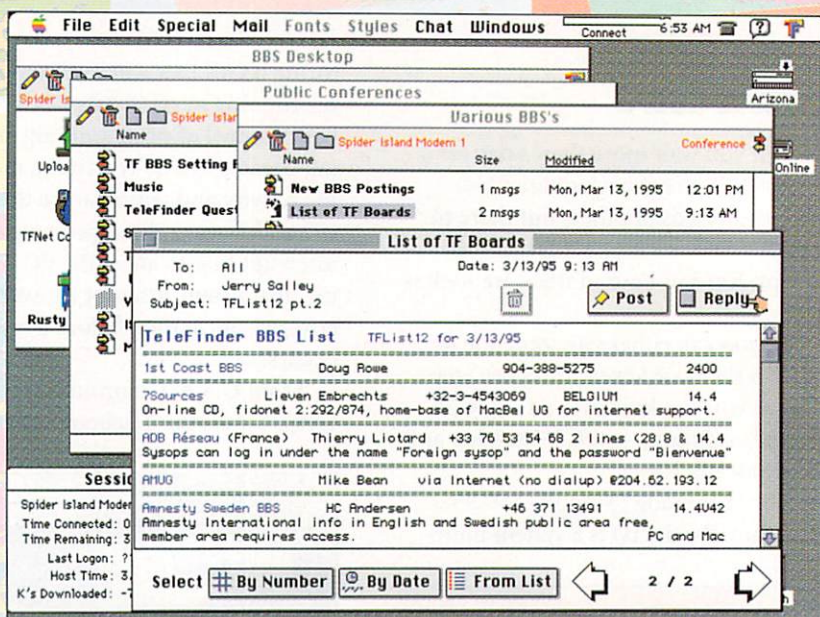 File Edit Special Mail Fonts Styles Chat Windows Connect 6:53 AM
BBS Desktop
Arizona
Spider Is
Public Conferences
Spider Islan
Name
Various BBS's
Spider Island Modem 1 Conference
Name Size Modified
Online
Uploa
TF BBS Setting
New BBS Postings 1 msgs Mon, Mar 13, 1995 12:01 PM
Music
List of TF Boards 2 msgs Mon, Mar 13, 1995 9:13 AM
TeleFinder Quest
TFNet Co
Rusty
List of TF Boards
To: All Date: 3/13/95 9:13 AM
From: Jerry Salley
Subject: TFList12 pt.2
Post Reply
TeleFinder BBS List TFList12 for 3/13/95
1st Coast BBS Doug Rowe 904-388-5275 2400
7Sources Lieven Embrechts +32-3-4543069 BELGIUM 14.4
On-line CD, fidonet 2:292/874, home-base of MacBel UG for internet support.
ADB Réseau (France) Thierry Liotard +33 76 53 54 68 2 lines (28.8 & 14.4
Sysops can log in under the name "Foreign sysop" and the password "Bienvenue"
AMUG Mike Bean via Internet (no dialup) @204.62.193.12
Amnesty Sweden BBS HC Andersen +46 371 13491 14.4V42
Amnesty International info in English and Swedish public area free,
member area requires access. PC and Mac
Select By Number By Date From List 2 / 2
Sessio
Spider Island Moder
Time Connected: 0
Time Remaining: 3
Last Logon: ?
Host Time: 3
K's Downloaded: -